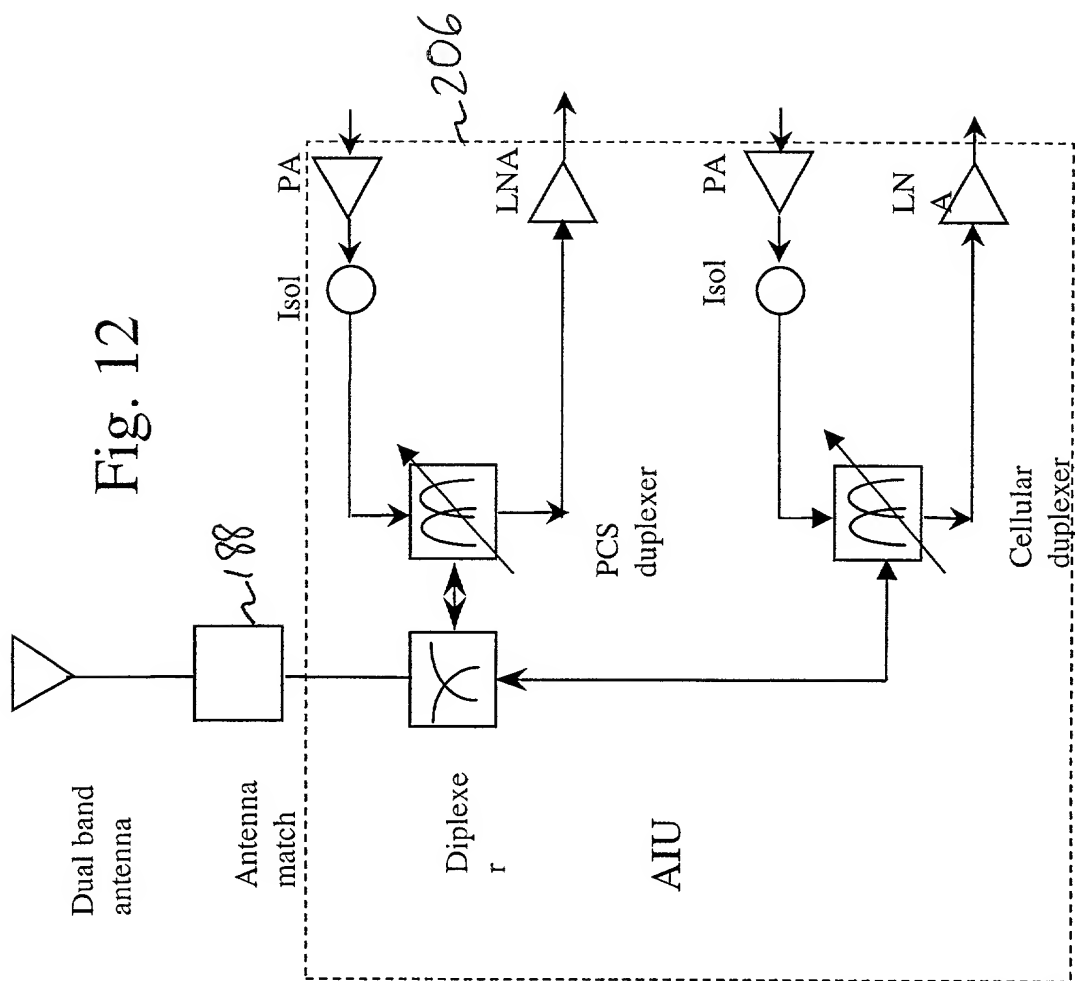 Fig. 12
Dual band
antenna
Antenna
match
~188
Diplexe
r
AIU
PCS
duplexer
Isol
PA
LNA
~206
Cellular
duplexer
Isol
PA
LN
A